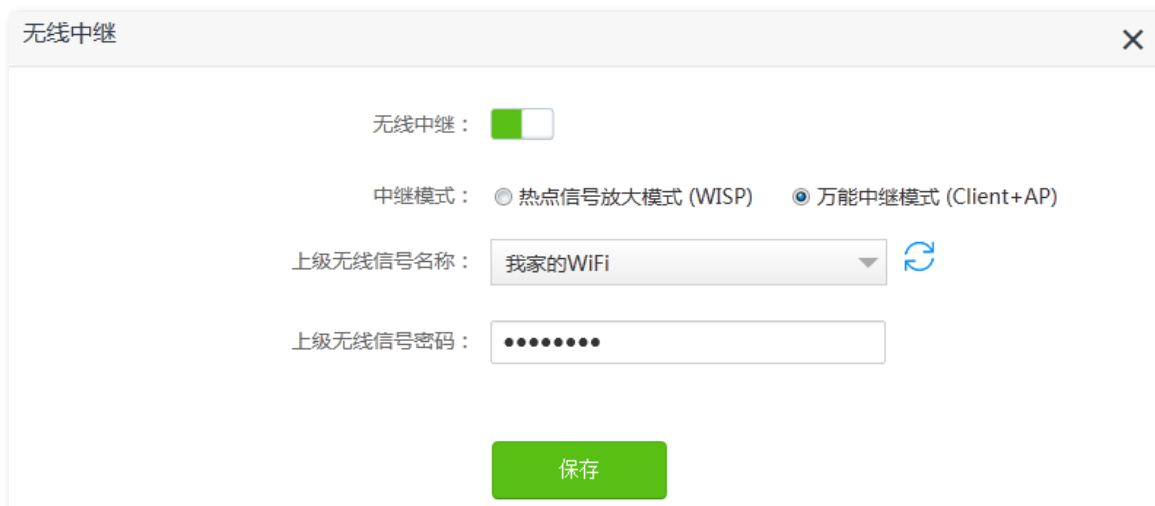 无线中继
无线中继：
中继模式： 热点信号放大模式 (WISP) 万能中继模式 (Client+AP)
上级无线信号名称： 我家的WiFi
上级无线信号密码： ●●●●●●●●
保存